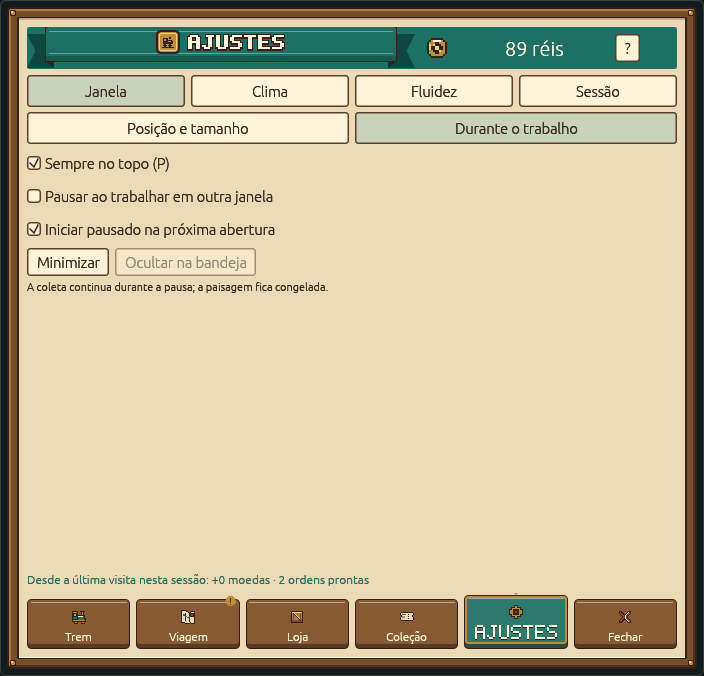 AJUSTES
89 réis
?
Janela
Clima
Fluidez
Sessão
Posição e tamanho
Durante o trabalho
Sempre no topo (P)
Pausar ao trabalhar em outra janela
Iniciar pausado na próxima abertura
Minimizar
Ocultar na bandeja
A coleta continua durante a pausa; a paisagem fica congelada.
Desde a última visita nesta sessão: +0 moedas · 2 ordens prontas
!
Trem
Viagem
Loja
Coleção
AJUSTES
Fechar